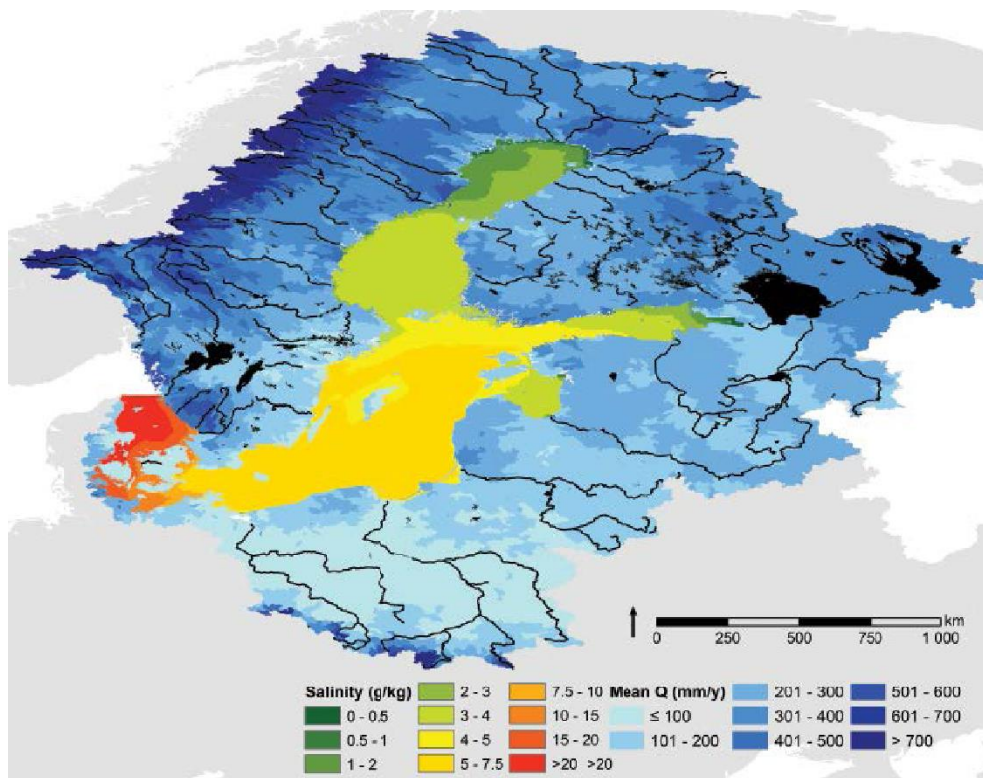 km
0 250 500 750 1 000
Salinity (g/kg)
0 - 0.5
0.5 - 1
1 - 2
2 - 3
3 - 4
4 - 5
5 - 7.5
7.5 - 10
10 - 15
15 - 20
>20 >20
Mean Q (mm/y)
≤ 100
101 - 200
201 - 300
301 - 400
401 - 500
501 - 600
601 - 700
> 700